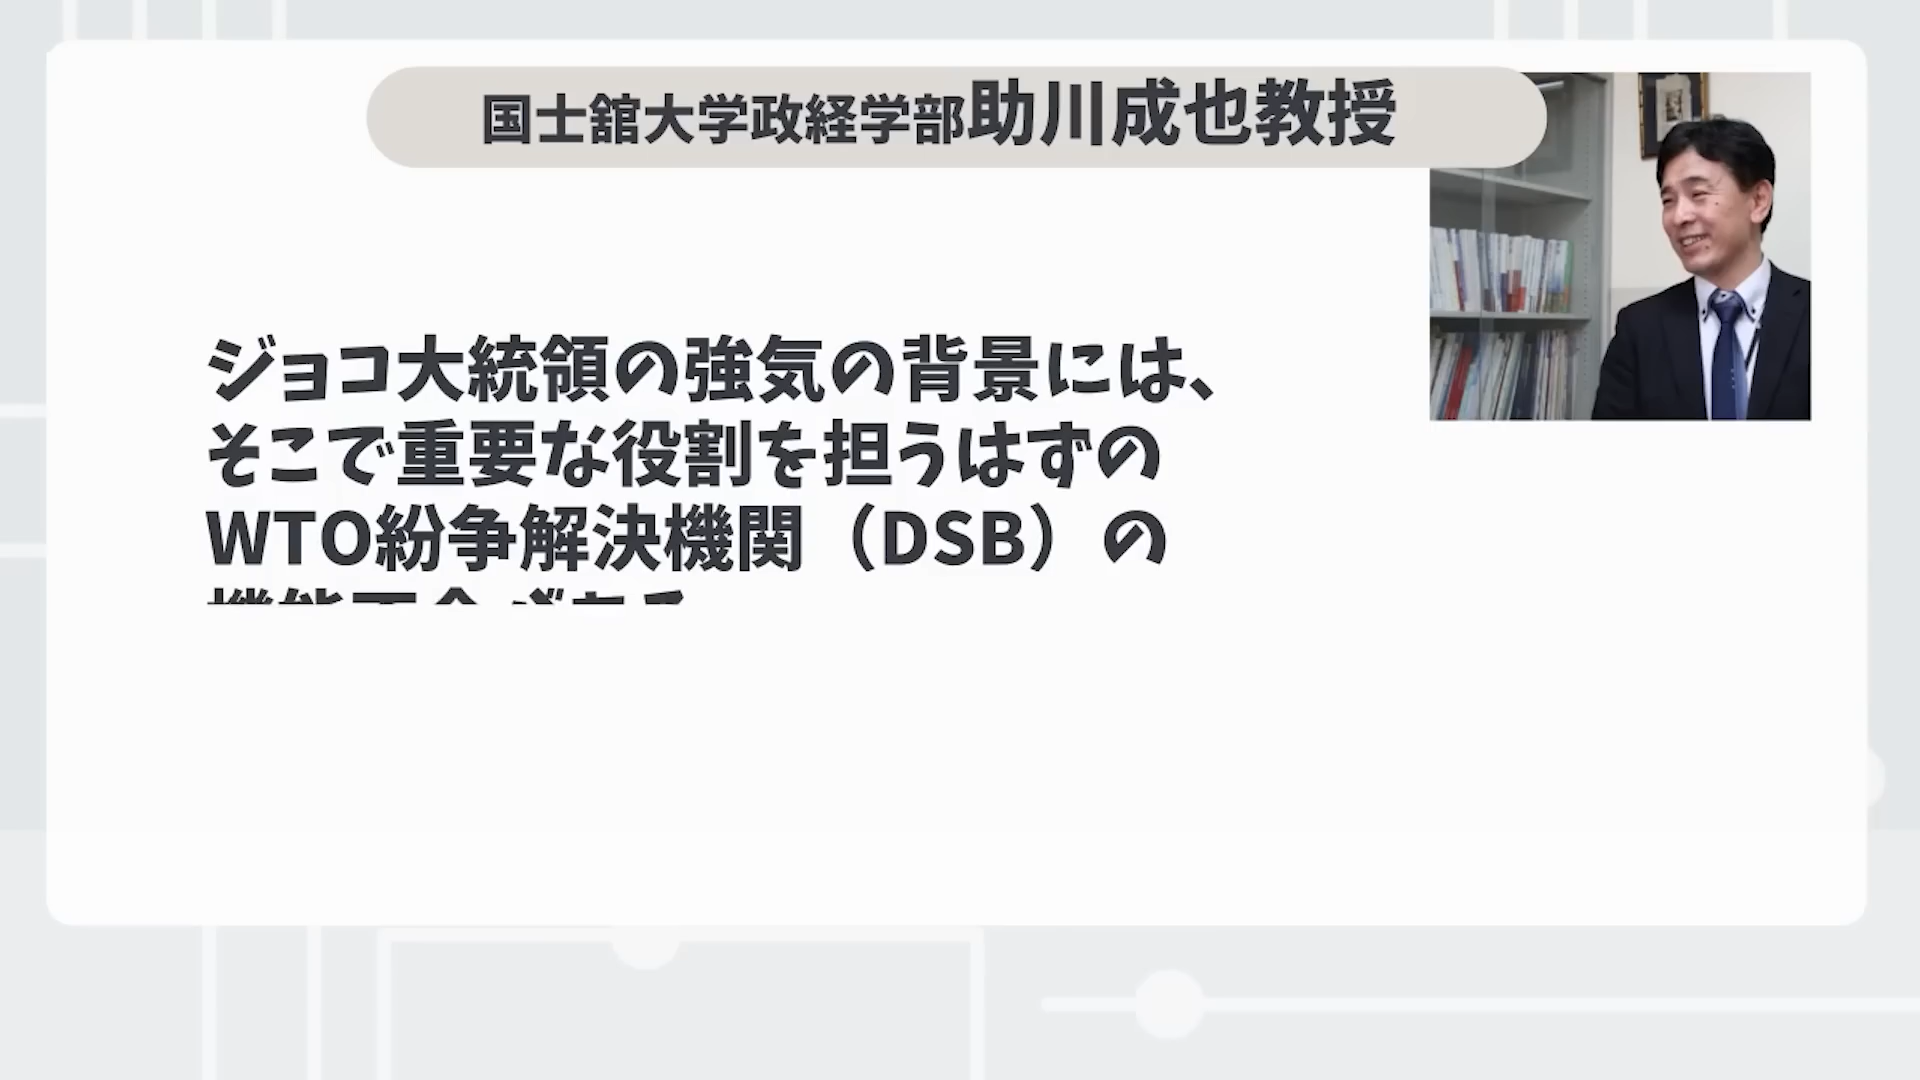 国士舘大学政経学部助川成也教授
ジョコ大統領の強気の背景には、
そこで重要な役割を担うはずの
WTO紛争解決機関（DSB）の